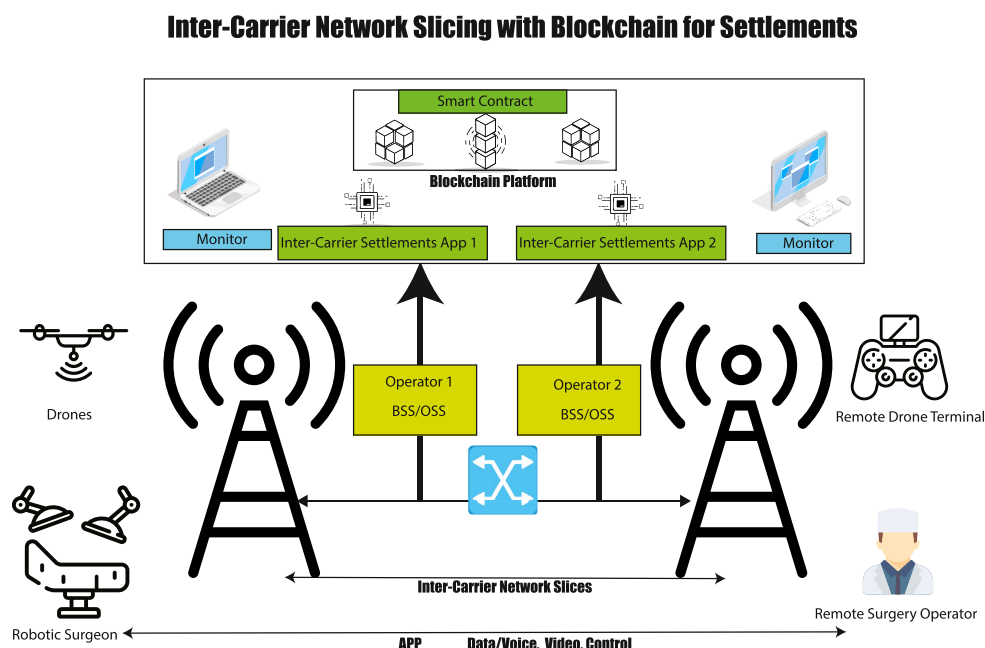 Inter-Carrier Network Slicing with Blockchain for Settlements
Smart Contract
Blockchain Platform
Monitor
Inter-Carrier Settlements App 1
Inter-Carrier Settlements App 2
Monitor
Operator 1
BSS/OSS
Operator 2
BSS/OSS
Drones
Remote Drone Terminal
Inter-Carrier Network Slices
Robotic Surgeon
Remote Surgery Operator
APP Data/Voice, Video, Control